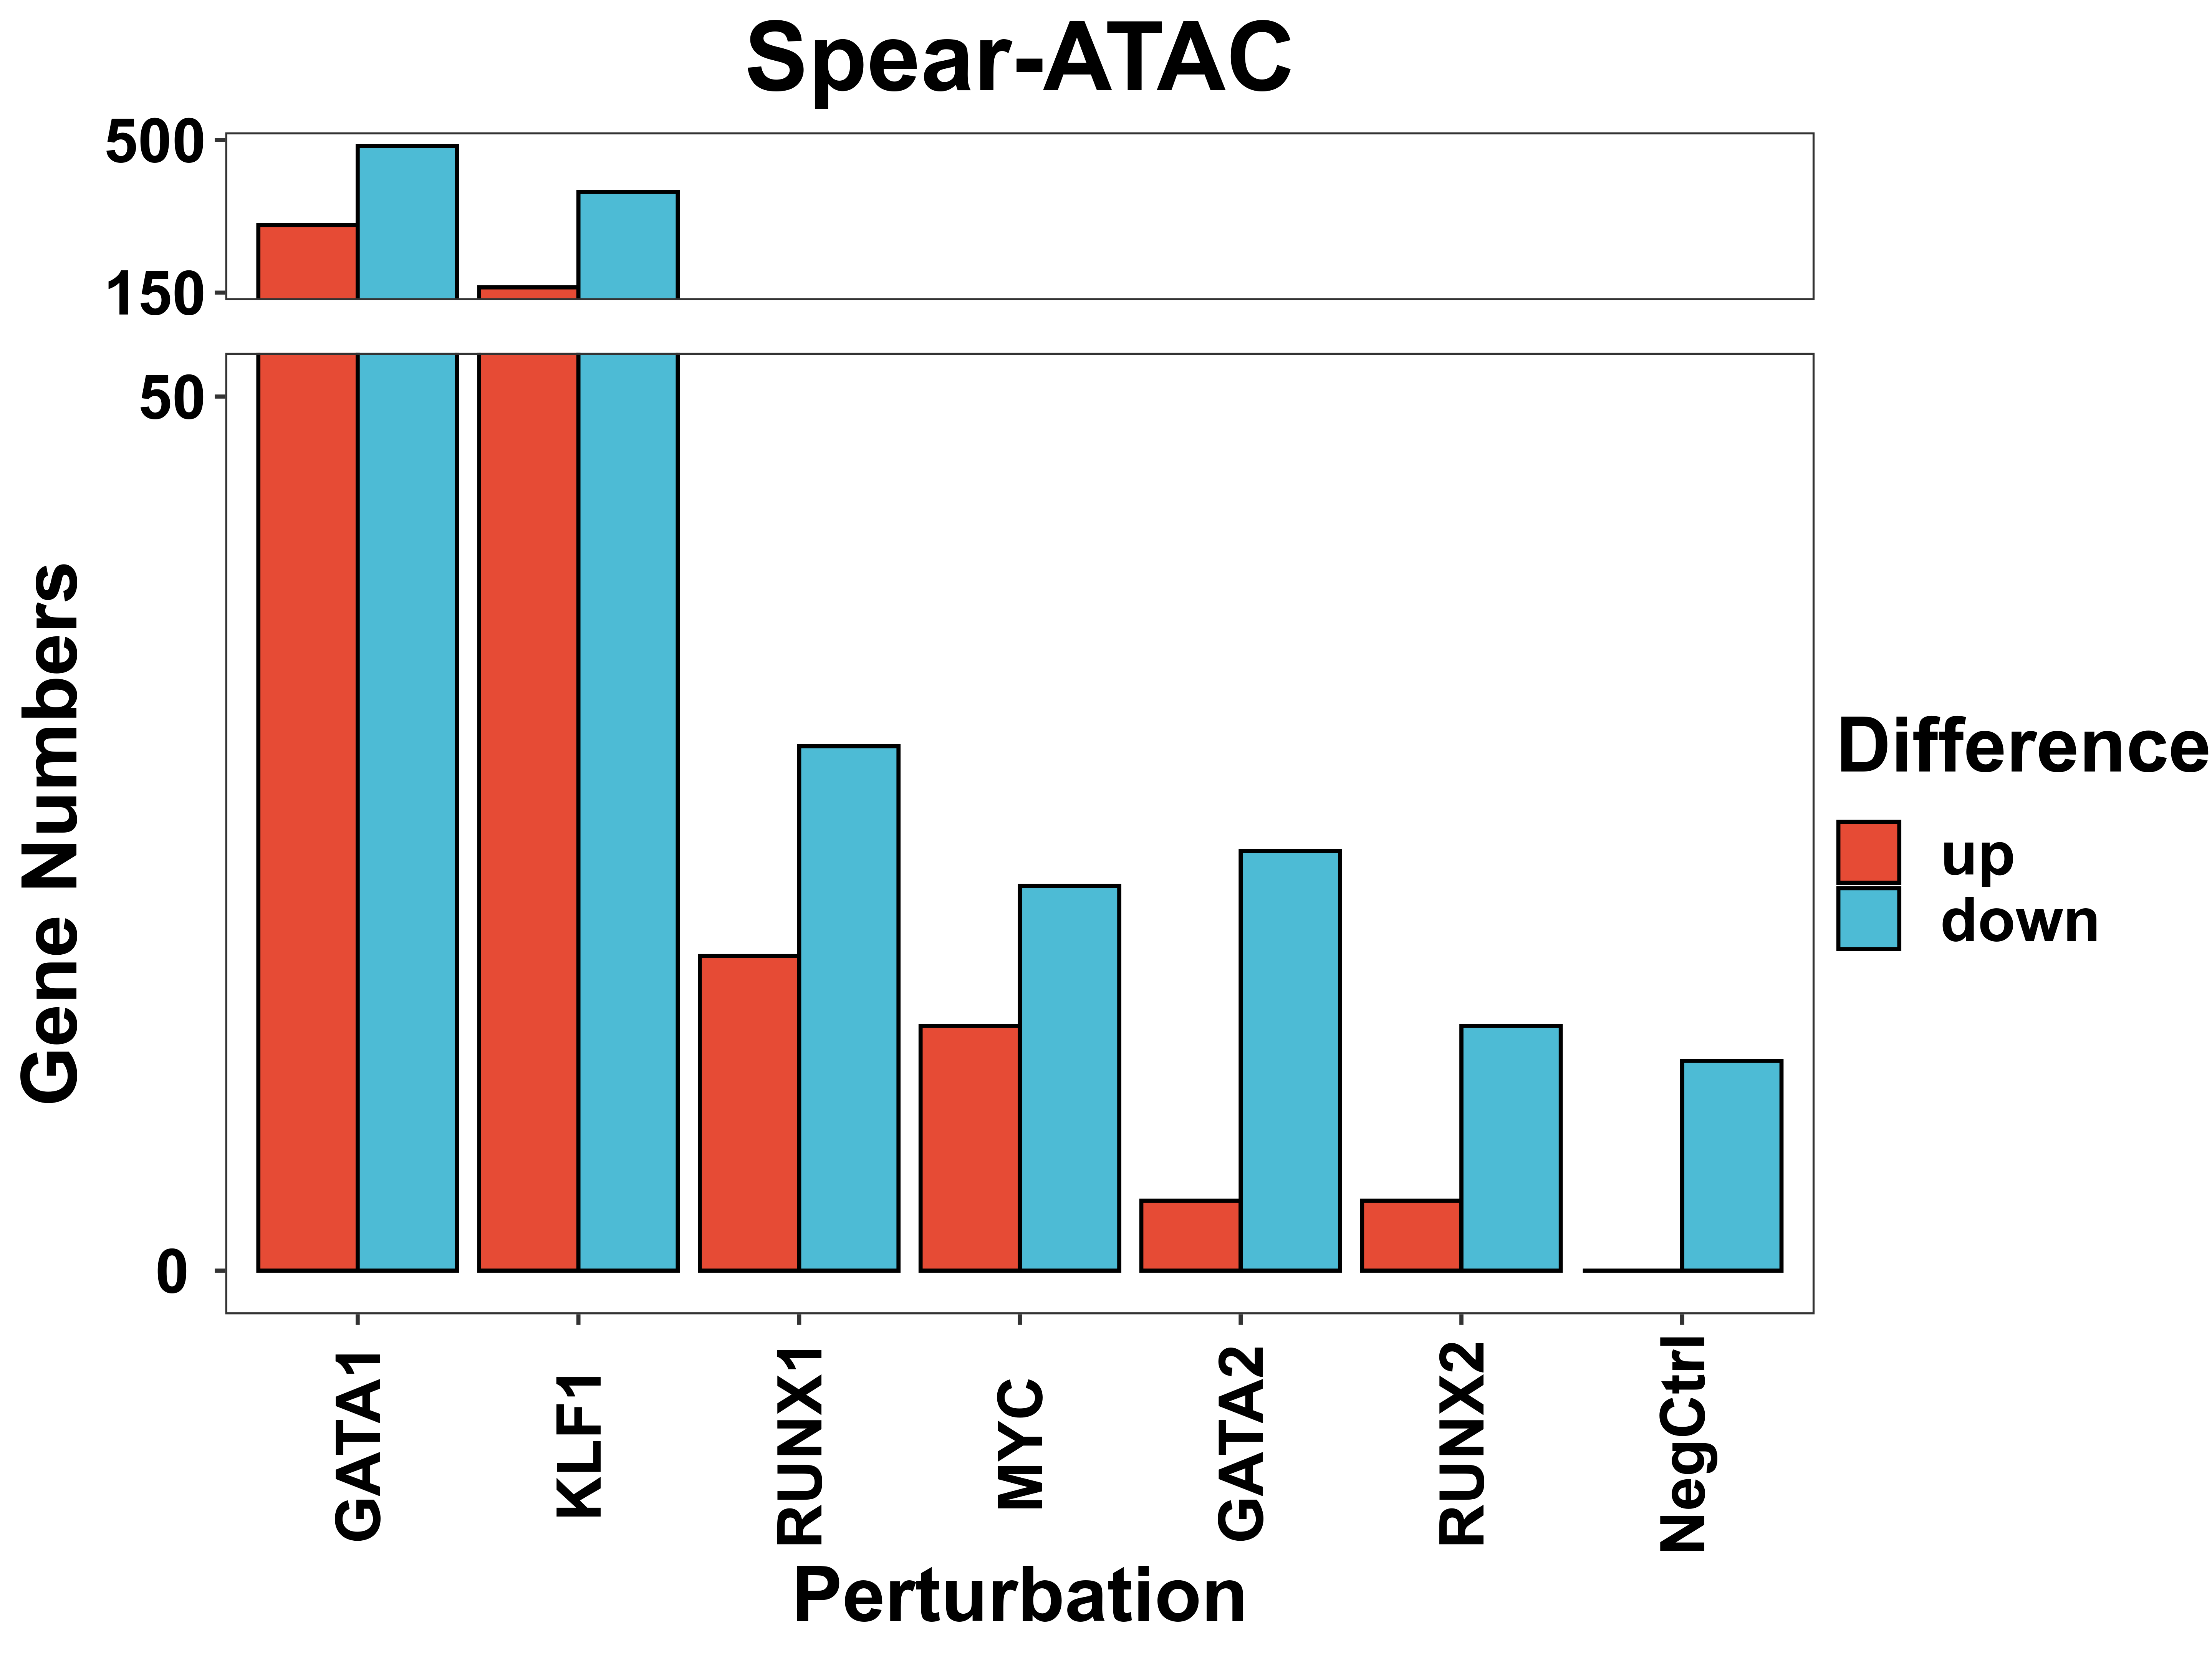 Spear-ATAC
500
150
50
0
Gene Numbers
GATA1
KLF1
RUNX1
MYC
GATA2
RUNX2
NegCtrl
Perturbation
Difference
up
down